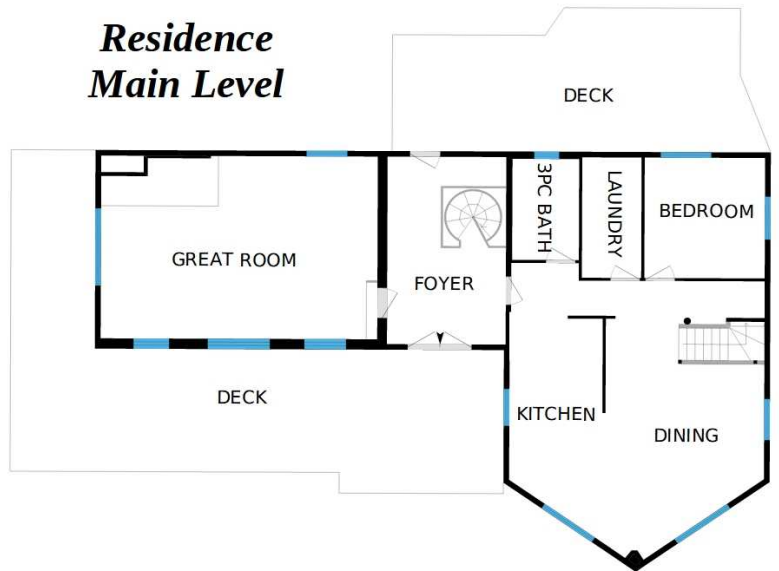 Residence
Main Level
DECK
3PC BATH
LAUNDRY
BEDROOM
GREAT ROOM
FOYER
DECK
KITCHEN
DINING